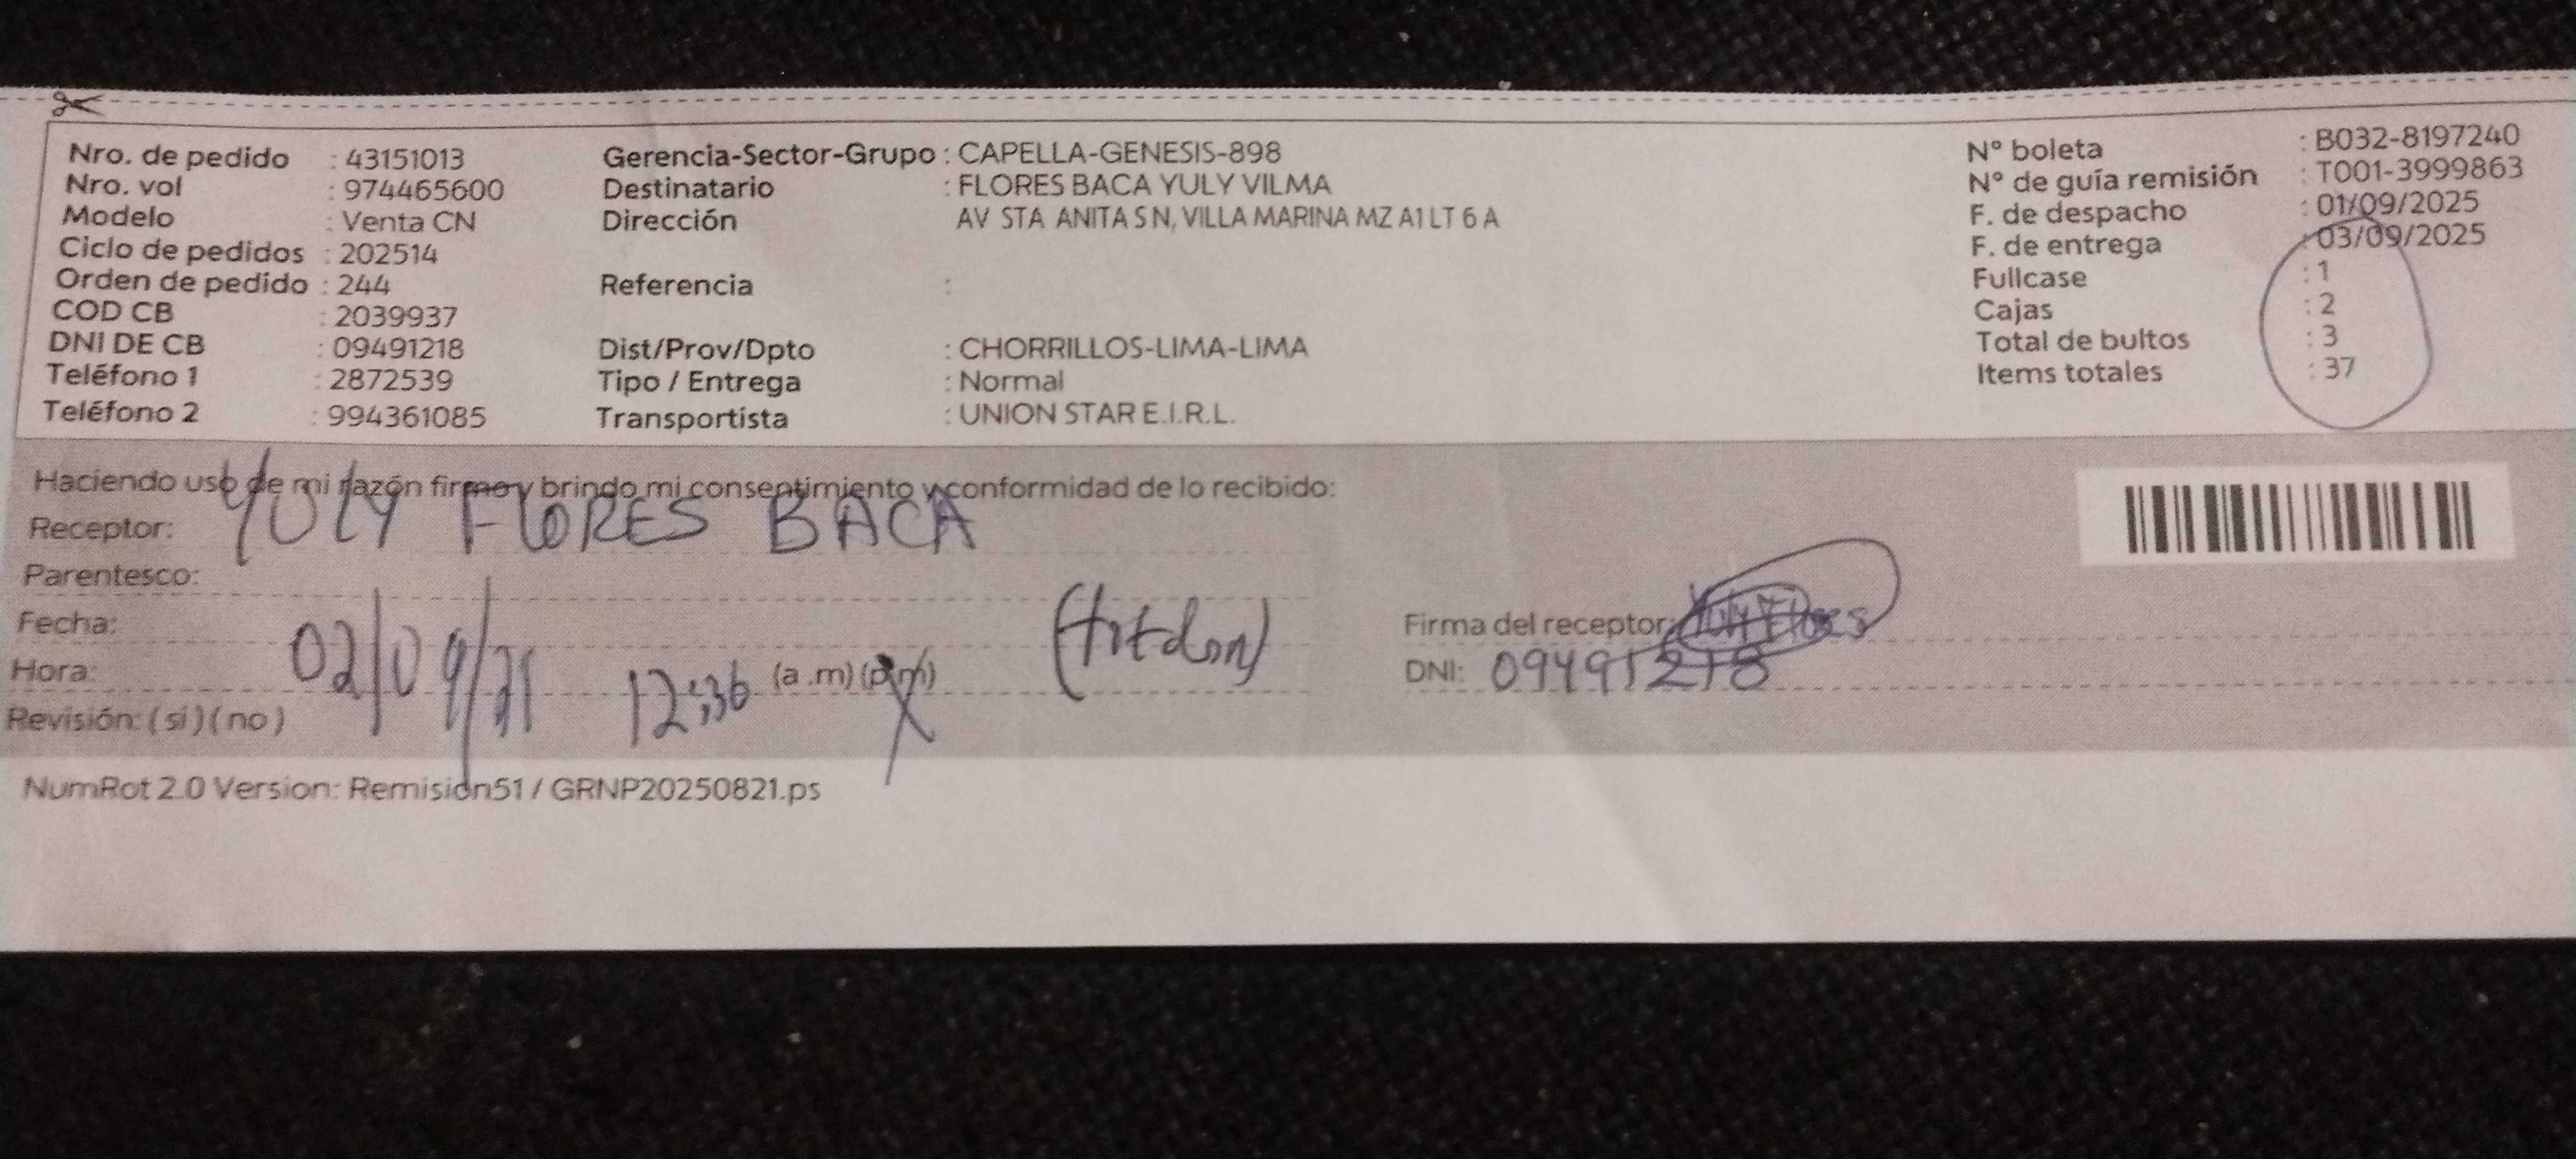 Nro. de pedido : 43151013
Nro. vol : 974465600
Modelo : Venta CN
Ciclo de pedidos : 202514
Orden de pedido : 244
COD CB : 2039937
DNI DE CB : 09491218
Teléfono 1 : 2872539
Teléfono 2 : 994361085
Gerencia-Sector-Grupo : CAPELLA-GENESIS-898
Destinatario : FLORES BACA YULY VILMA
Dirección AV STA ANITA S N, VILLA MARINA MZ A1 LT 6 A
Referencia :
Dist/Prov/Dpto : CHORRILLOS-LIMA-LIMA
Tipo / Entrega : Normal
Transportista : UNION STAR E.I.R.L.
N° boleta : B032-8197240
N° de guía remisión : T001-3999863
F. de despacho : 01/09/2025
F. de entrega : 03/09/2025
Fullcase : 1
Cajas : 2
Total de bultos : 3
Items totales : 37
Haciendo uso de mi razón firmo y brindo mi consentimiento y conformidad de lo recibido:
Receptor: YULY FLORES BACA
Parentesco:
Fecha: 02/09/
Hora: 12:36 (a .m) (p.m)
Revisión: ( si ) ( no )
Firma del receptor:
DNI: 09491218
NumRot 2.0 Version: Remision51 / GRNP20250821.ps